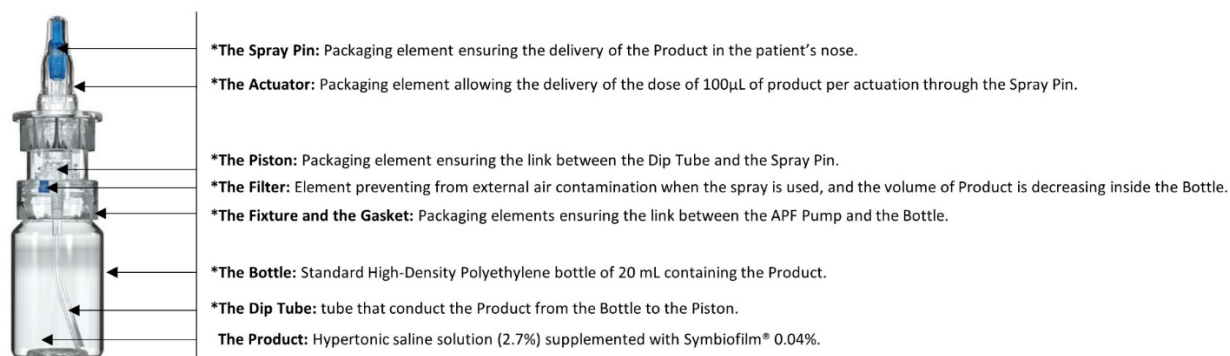 *The Spray Pin: Packaging element ensuring the delivery of the Product in the patient's nose.
*The Actuator: Packaging element allowing the delivery of the dose of 100µL of product per actuation through the Spray Pin.
*The Piston: Packaging element ensuring the link between the Dip Tube and the Spray Pin.
*The Filter: Element preventing from external air contamination when the spray is used, and the volume of Product is decreasing inside the Bottle.
*The Fixture and the Gasket: Packaging elements ensuring the link between the APF Pump and the Bottle.
*The Bottle: Standard High-Density Polyethylene bottle of 20 mL containing the Product.
*The Dip Tube: tube that conduct the Product from the Bottle to the Piston.
The Product: Hypertonic saline solution (2.7%) supplemented with Symbiofilm® 0.04%.